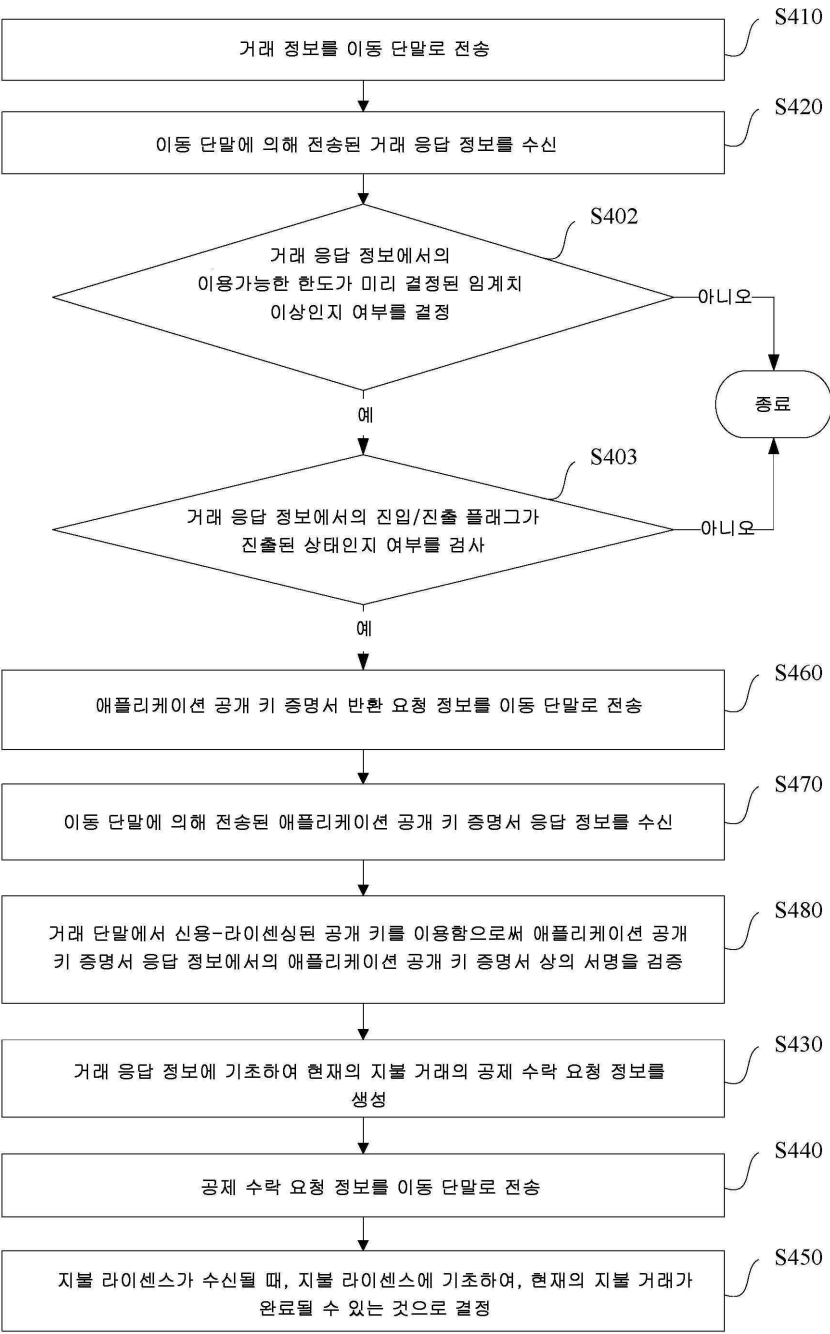 S410
거래 정보를 이동 단말로 전송
S420
이동 단말에 의해 전송된 거래 응답 정보를 수신
S402
거래 응답 정보에서의
이용가능한 한도가 미리 결정된 임계치
이상인지 여부를 결정
아니오
종료
예
S403
거래 응답 정보에서의 진입/진출 플래그가
진출된 상태인지 여부를 검사
아니오
예
S460
애플리케이션 공개 키 증명서 반환 요청 정보를 이동 단말로 전송
S470
이동 단말에 의해 전송된 애플리케이션 공개 키 증명서 응답 정보를 수신
S480
거래 단말에서 신용-라이센싱된 공개 키를 이용함으로써 애플리케이션 공개
키 증명서 응답 정보에서의 애플리케이션 공개 키 증명서 상의 서명을 검증
S430
거래 응답 정보에 기초하여 현재의 지불 거래의 공제 수락 요청 정보를
생성
S440
공제 수락 요청 정보를 이동 단말로 전송
S450
지불 라이센스가 수신될 때, 지불 라이센스에 기초하여, 현재의 지불 거래가
완료될 수 있는 것으로 결정